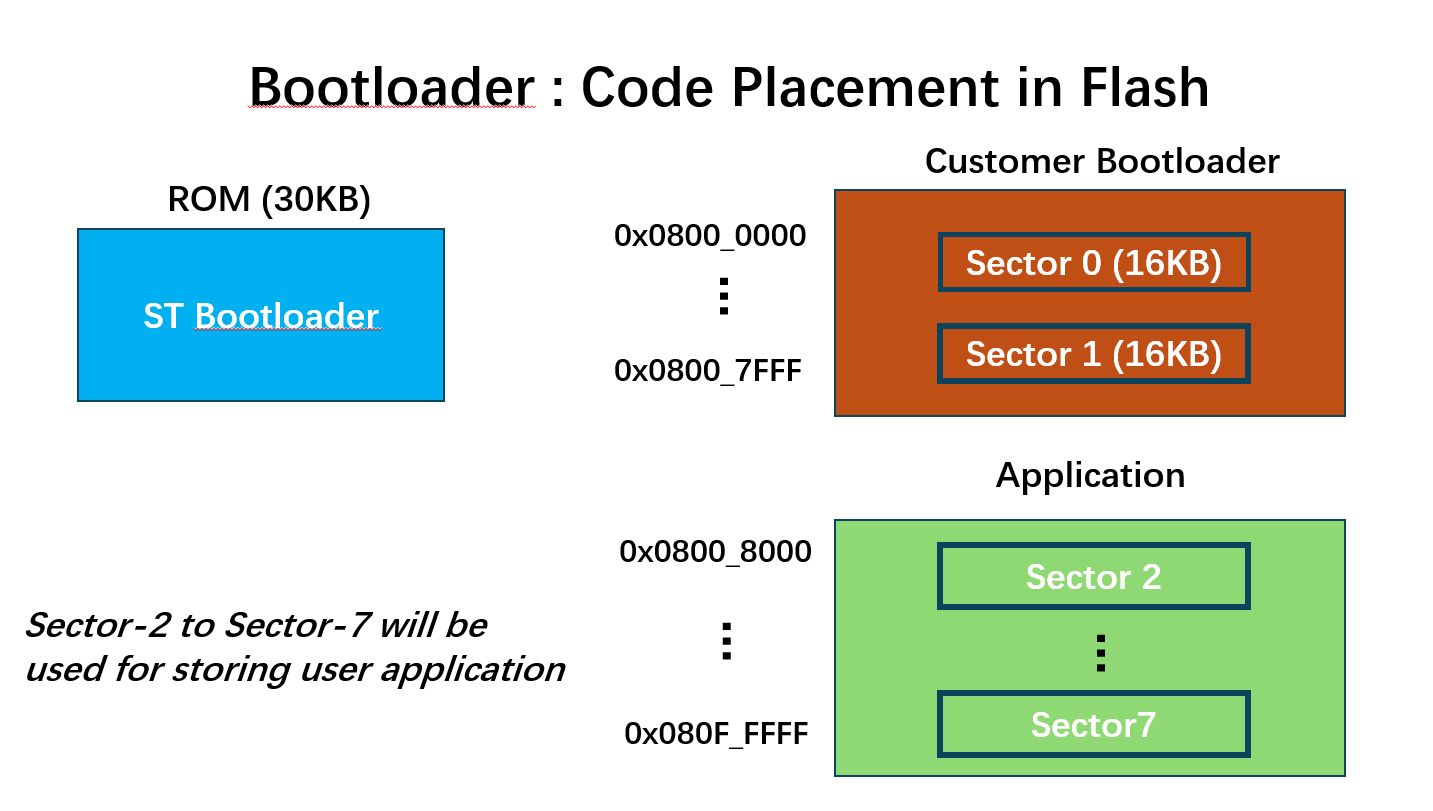 Bootloader : Code Placement in Flash
ROM (30KB)
ST Bootloader
Customer Bootloader
0x0800_0000
Sector 0 (16KB)
0x0800_7FFF
Sector 1 (16KB)
Application
0x0800_8000
Sector 2
Sector-2 to Sector-7 will be
used for storing user application
0x080F_FFFF
Sector7